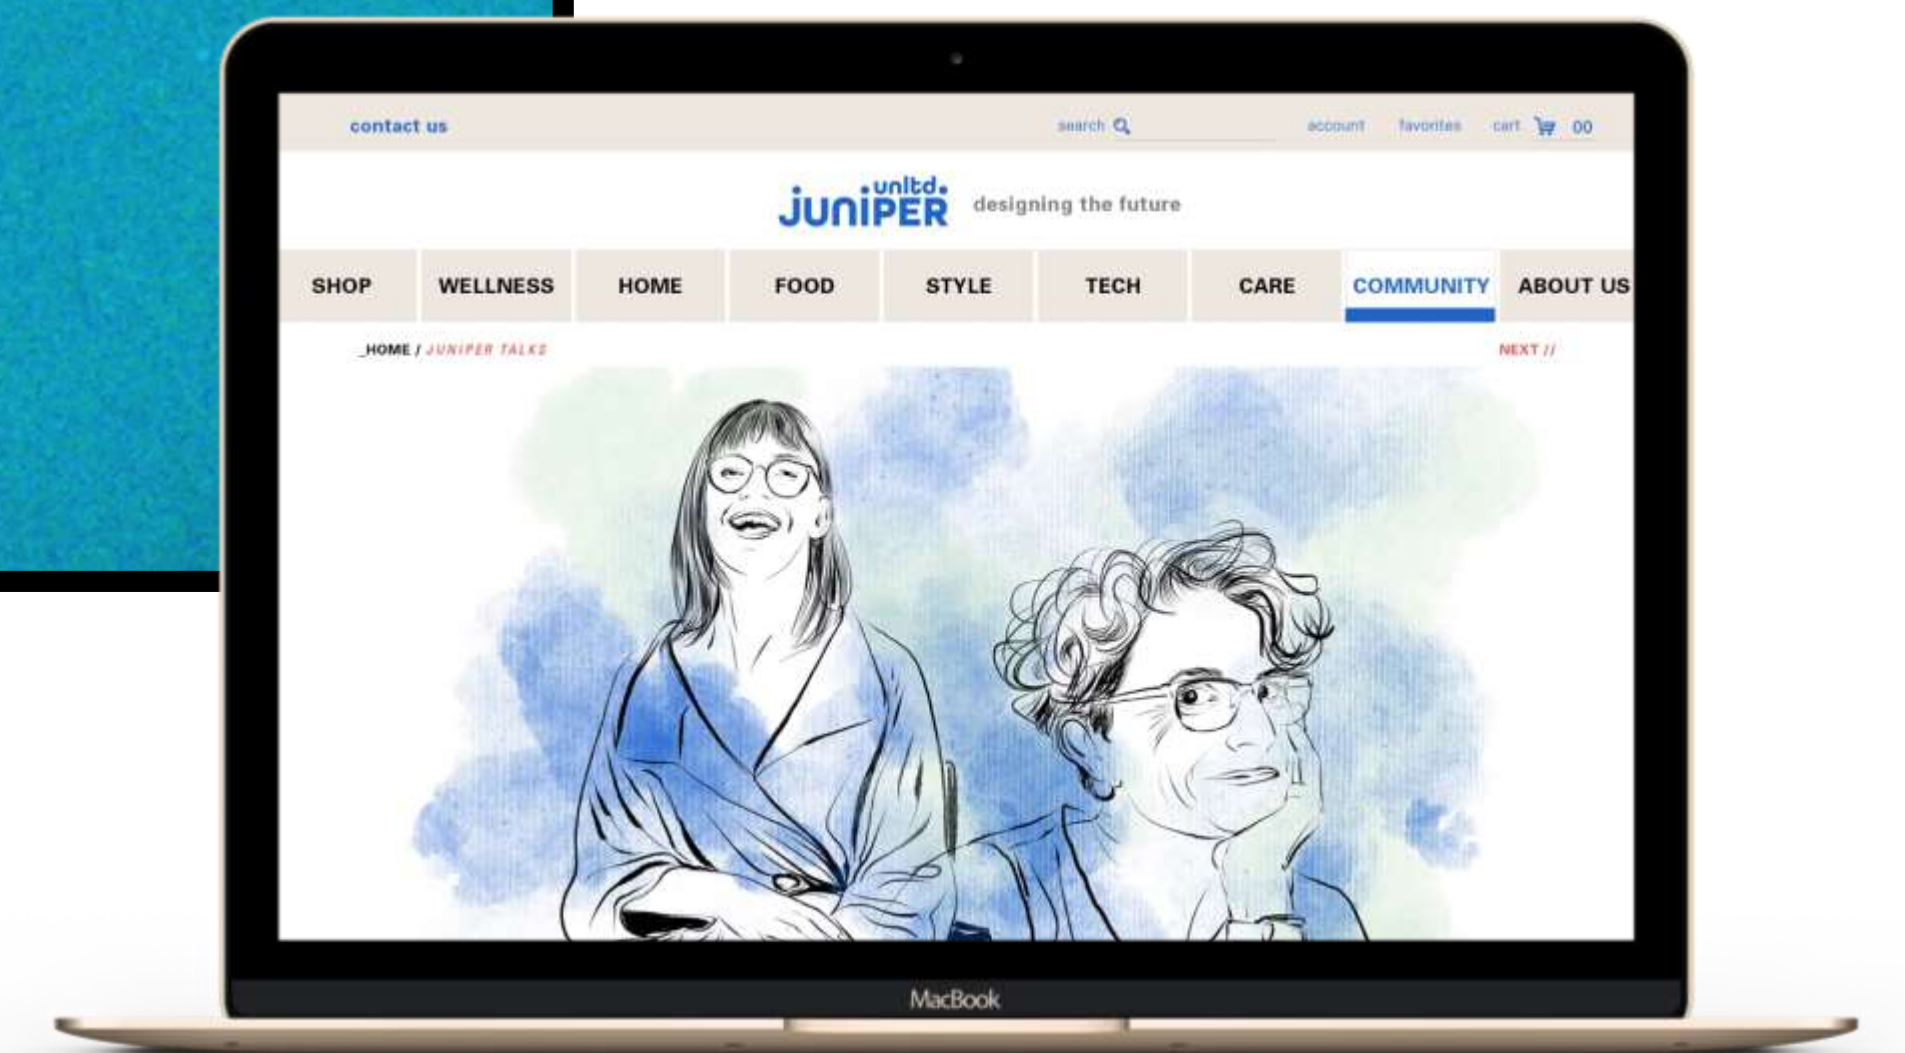 contact us
search
account favorites cart 00
unltd.
juniPER
designing the future
SHOP WELLNESS HOME FOOD STYLE TECH CARE COMMUNITY ABOUT US
_HOME / JUNIPER TALKS
NEXT //
MacBook